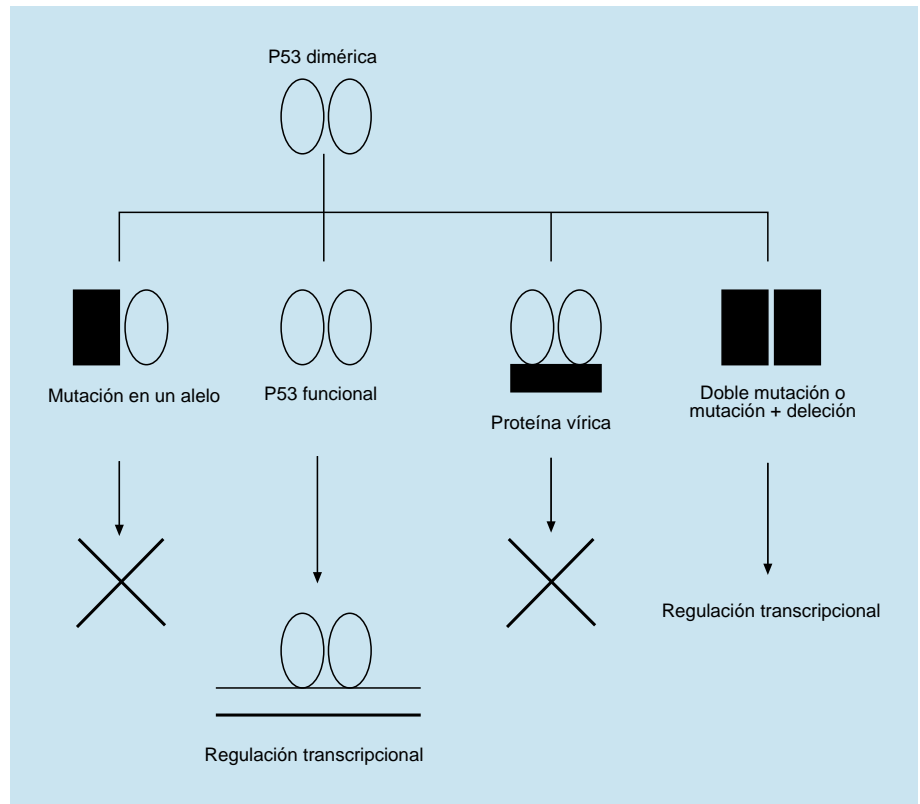 P53 dimérica
Mutación en un alelo
P53 funcional
Proteína vírica
Doble mutación o
mutación + deleción
Regulación transcripcional
Regulación transcripcional